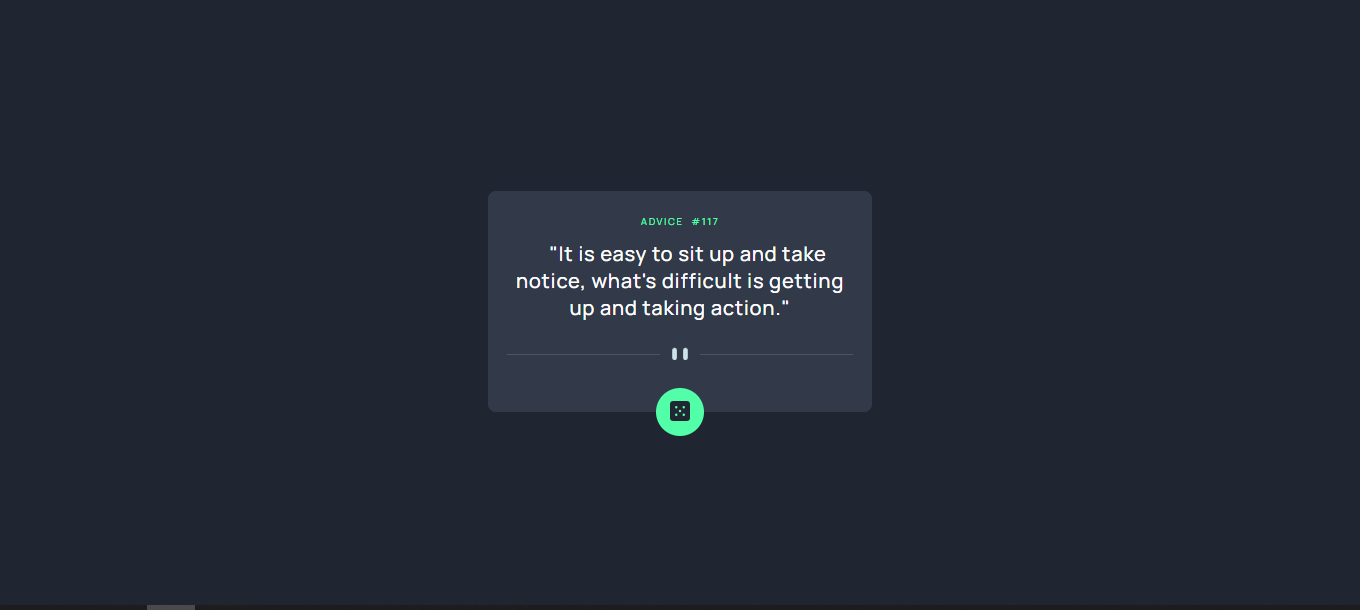 ADVICE #117
"It is easy to sit up and take
notice, what's difficult is getting
up and taking action."